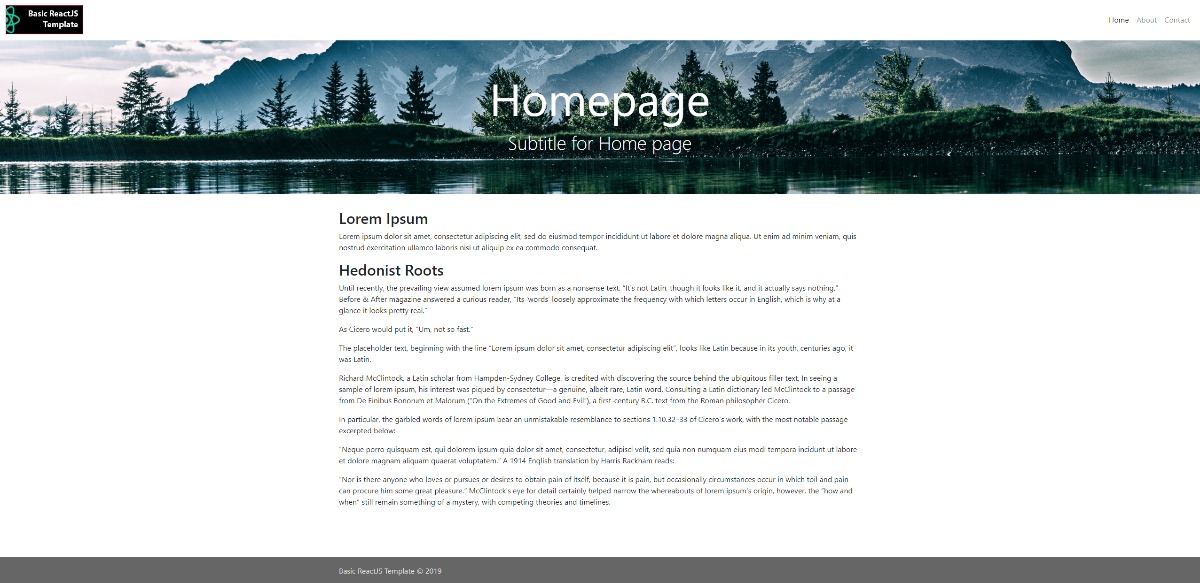 Basic ReactJS
Template
Home About Contact
Homepage
Subtitle for Home page
Lorem Ipsum
Lorem ipsum dolor sit amet, consectetur adipiscing elit, sed do eiusmod tempor incididunt ut labore et dolore magna aliqua. Ut enim ad minim veniam, quis
nostrud exercitation ullamco laboris nisi ut aliquip ex ea commodo consequat.
Hedonist Roots
Until recently, the prevailing view assumed lorem ipsum was born as a nonsense text. "It's not Latin, though it looks like it, and it actually says nothing,"
Before & After magazine answered a curious reader, "Its 'words' loosely approximate the frequency with which letters occur in English, which is why at a
glance it looks pretty real."
As Cicero would put it, "Um, not so fast."
The placeholder text, beginning with the line "Lorem ipsum dolor sit amet, consectetur adipiscing elit", looks like Latin because in its youth, centuries ago, it
was Latin.
Richard McClintock, a Latin scholar from Hampden-Sydney College, is credited with discovering the source behind the ubiquitous filler text. In seeing a
sample of lorem ipsum, his interest was piqued by consectetur—a genuine, albeit rare, Latin word. Consulting a Latin dictionary led McClintock to a passage
from De Finibus Bonorum et Malorum ("On the Extremes of Good and Evil"), a first-century B.C. text from the Roman philosopher Cicero.
In particular, the garbled words of lorem ipsum bear an unmistakable resemblance to sections 1.10.32–33 of Cicero's work, with the most notable passage
excerpted below:
"Neque porro quisquam est, qui dolorem ipsum quia dolor sit amet, consectetur, adipisci velit, sed quia non numquam eius modi tempora incidunt ut labore
et dolore magnam aliquam quaerat voluptatem." A 1914 English translation by Harris Rackham reads:
"Nor is there anyone who loves or pursues or desires to obtain pain of itself, because it is pain, but occasionally circumstances occur in which toil and pain
can procure him some great pleasure." McClintock's eye for detail certainly helped narrow the whereabouts of lorem ipsum's origin, however, the "how and
when" still remain something of a mystery, with competing theories and timelines.
Basic ReactJS Template © 2019